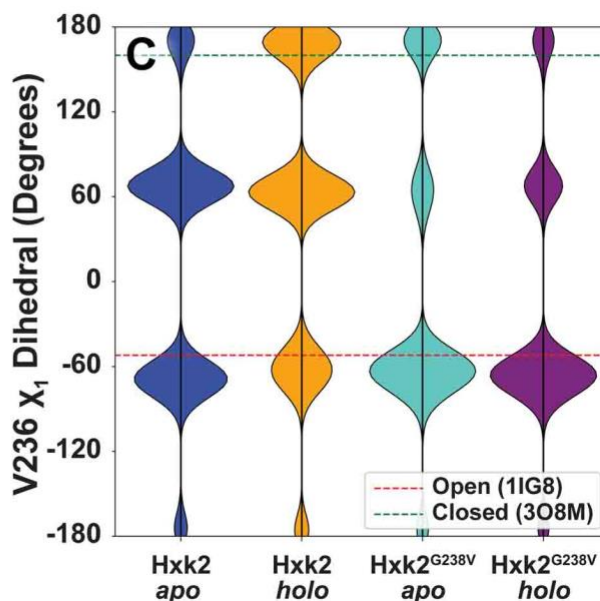 C
V236 χ₁ Dihedral (Degrees)
180
120
60
0
-60
-120
-180
Open (1IG8)
Closed (3O8M)
Hxk2 Hxk2 Hxk2ᴳ²³⁸ⱽ Hxk2ᴳ²³⁸ⱽ
apo holo apo holo